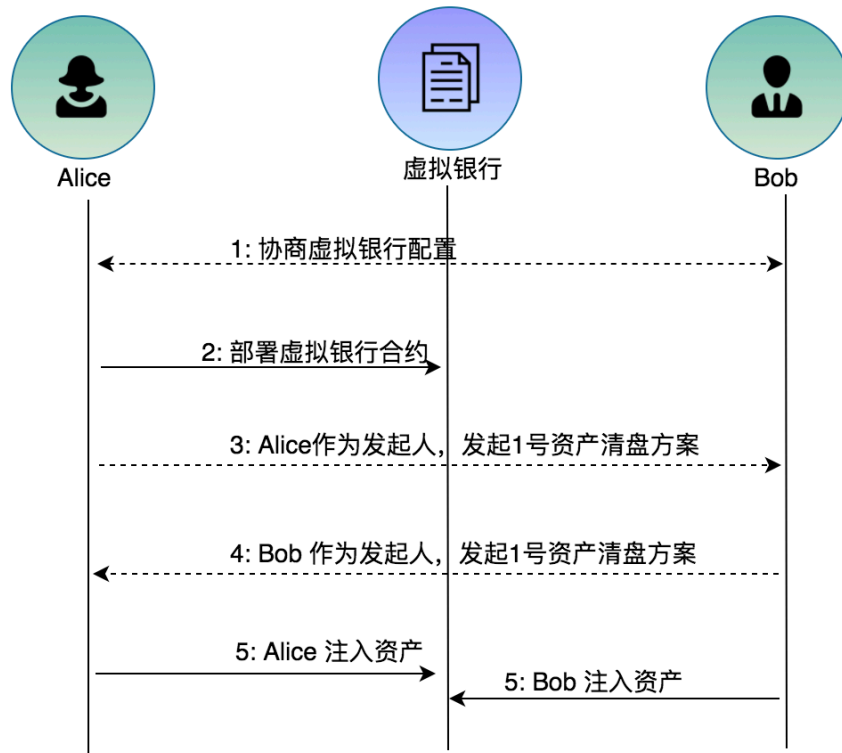 Alice
虚拟银行
Bob
1: 协商虚拟银行配置
2: 部署虚拟银行合约
3: Alice作为发起人，发起1号资产清盘方案
4: Bob 作为发起人，发起1号资产清盘方案
5: Alice 注入资产
5: Bob 注入资产